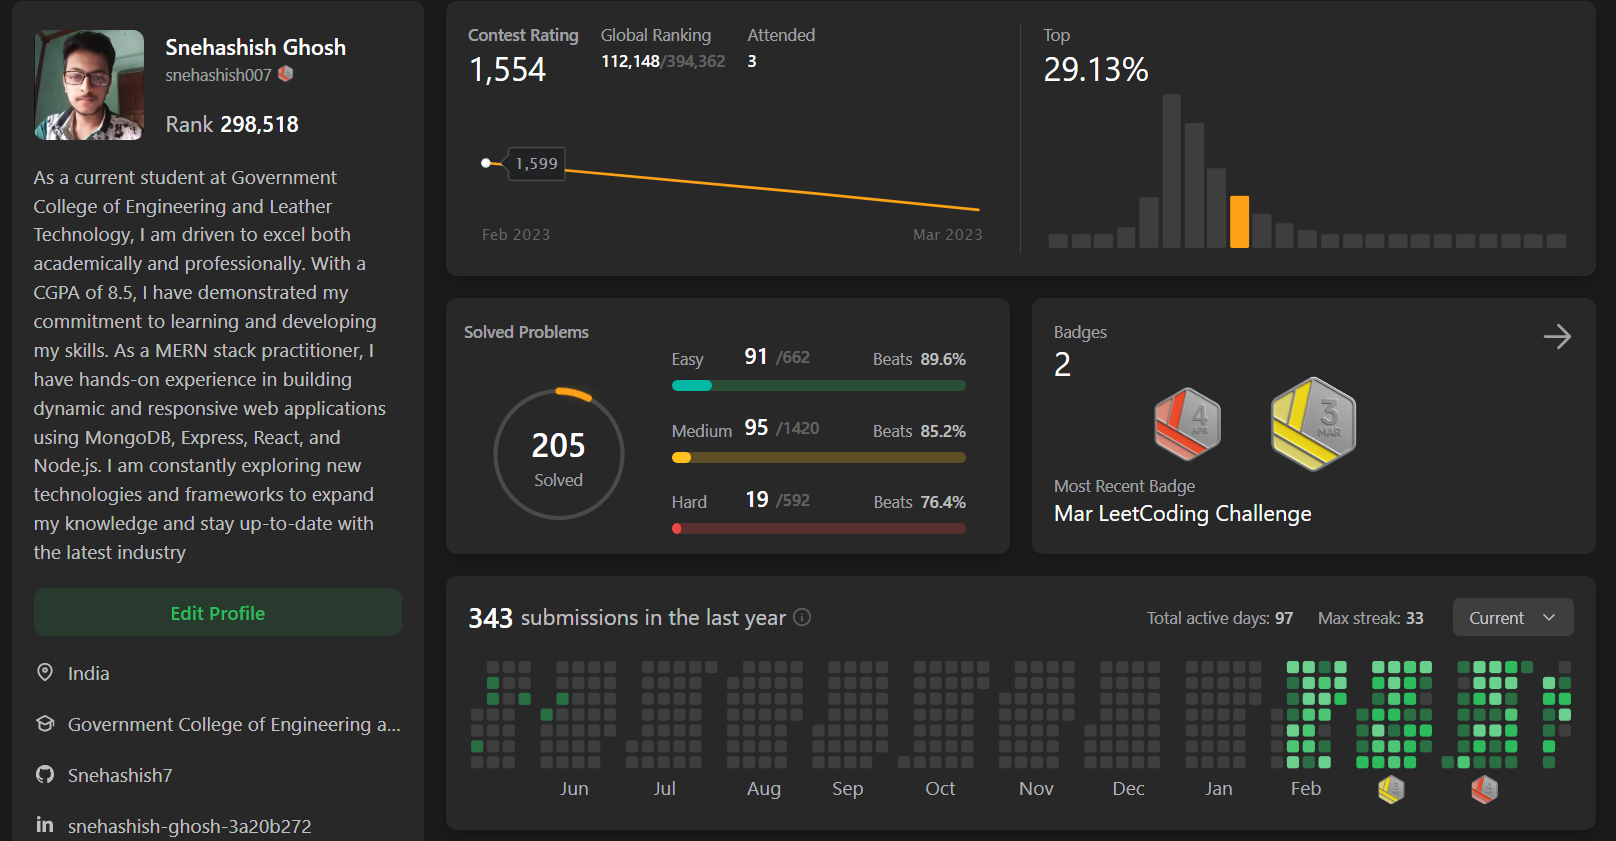 Snehashish Ghosh
snehashish007
Rank 298,518
As a current student at Government
College of Engineering and Leather
Technology, I am driven to excel both
academically and professionally. With a
CGPA of 8.5, I have demonstrated my
commitment to learning and developing
my skills. As a MERN stack practitioner, I
have hands-on experience in building
dynamic and responsive web applications
using MongoDB, Express, React, and
Node.js. I am constantly exploring new
technologies and frameworks to expand
my knowledge and stay up-to-date with
the latest industry
Edit Profile
India
Government College of Engineering a...
Snehashish7
snehashish-ghosh-3a20b272
Contest Rating
1,554
Global Ranking
112,148/394,362
Attended
3
1,599
Feb 2023
Mar 2023
Top
29.13%
Solved Problems
205
Solved
Easy 91 /662 Beats 89.6%
Medium 95 /1420 Beats 85.2%
Hard 19 /592 Beats 76.4%
Badges
2
4
APR
3
MAR
Most Recent Badge
Mar LeetCoding Challenge
343 submissions in the last year
Total active days: 97 Max streak: 33
Current
Jun Jul Aug Sep Oct Nov Dec Jan Feb